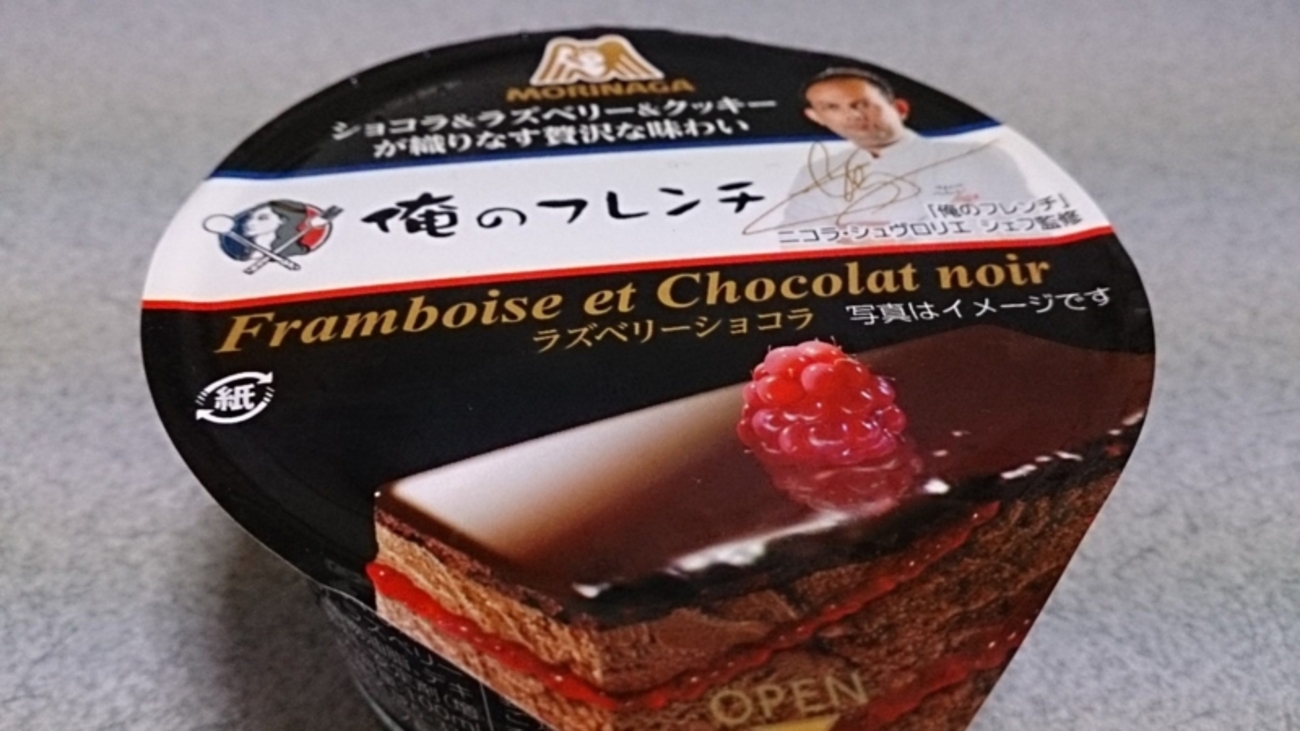 MORINAGA
ショコラ&ラズベリー&クッキー
が織りなす贅沢な味わい
俺のフレンチ
「俺のフレンチ」
ニコラ・シュヴロリエ シェフ監修
Framboise et Chocolat noir
ラズベリーショコラ
写真はイメージです
紙
OPEN